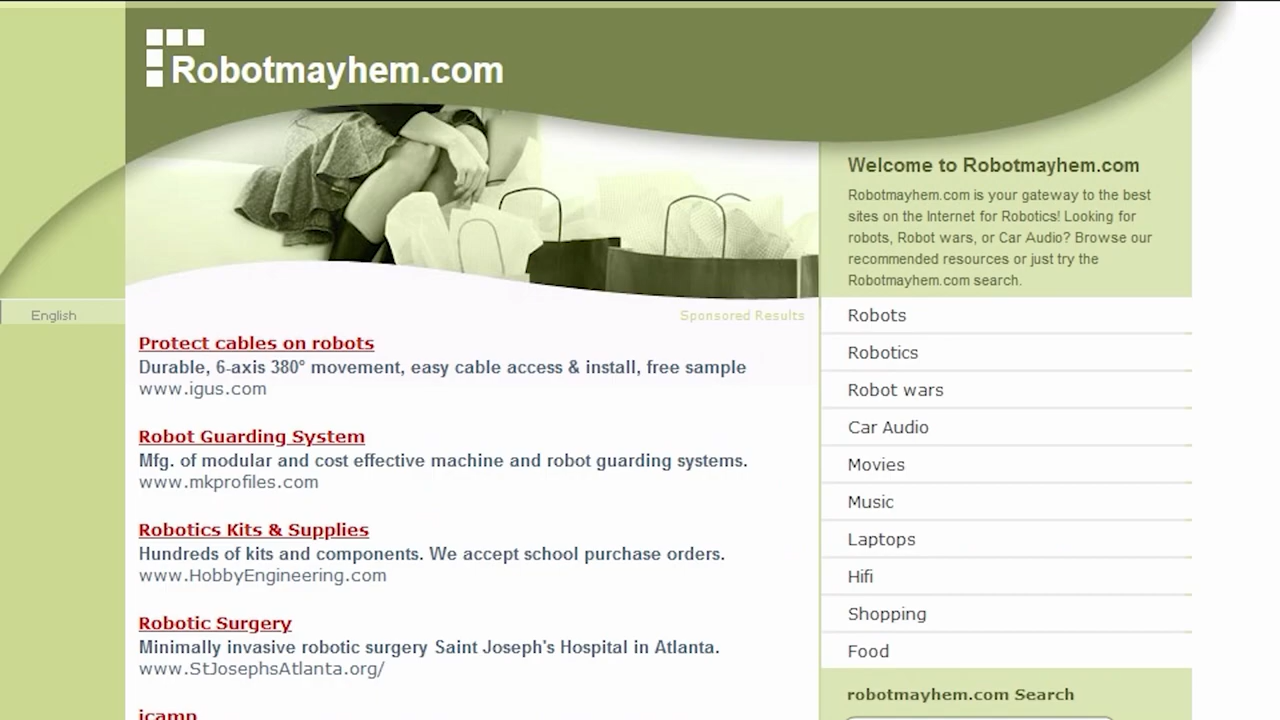 Robotmayhem.com
English
Sponsored Results
Protect cables on robots
Durable, 6-axis 380° movement, easy cable access & install, free sample
www.igus.com
Robot Guarding System
Mfg. of modular and cost effective machine and robot guarding systems.
www.mkprofiles.com
Robotics Kits & Supplies
Hundreds of kits and components. We accept school purchase orders.
www.HobbyEngineering.com
Robotic Surgery
Minimally invasive robotic surgery Saint Joseph's Hospital in Atlanta.
www.StJosephsAtlanta.org/
icamp
Welcome to Robotmayhem.com
Robotmayhem.com is your gateway to the best
sites on the Internet for Robotics! Looking for
robots, Robot wars, or Car Audio? Browse our
recommended resources or just try the
Robotmayhem.com search.
Robots
Robotics
Robot wars
Car Audio
Movies
Music
Laptops
Hifi
Shopping
Food
robotmayhem.com Search